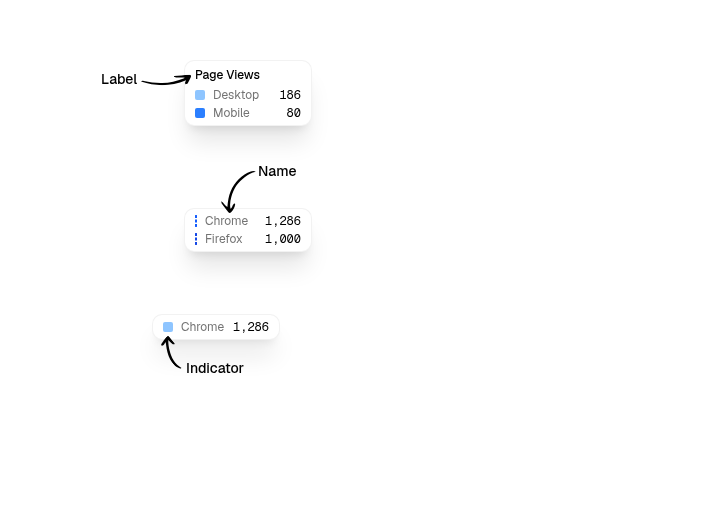 Label
Page Views
Desktop 186
Mobile 80
Name
Chrome 1,286
Firefox 1,000
Chrome 1,286
Indicator